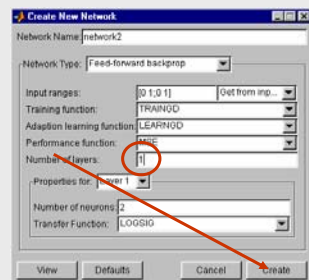 Create New Network
Network Name: network2
Network Type: Feed-forward backprop
Input ranges: [0 1;0 1] Get from inp...
Training function: TRAINGD
Adaption learning function: LEARNGD
Performance function: MSE
Number of layers: 1
Properties for: Layer 1
Number of neurons: 2
Transfer Function: LOGSIG
View Defaults Cancel Create